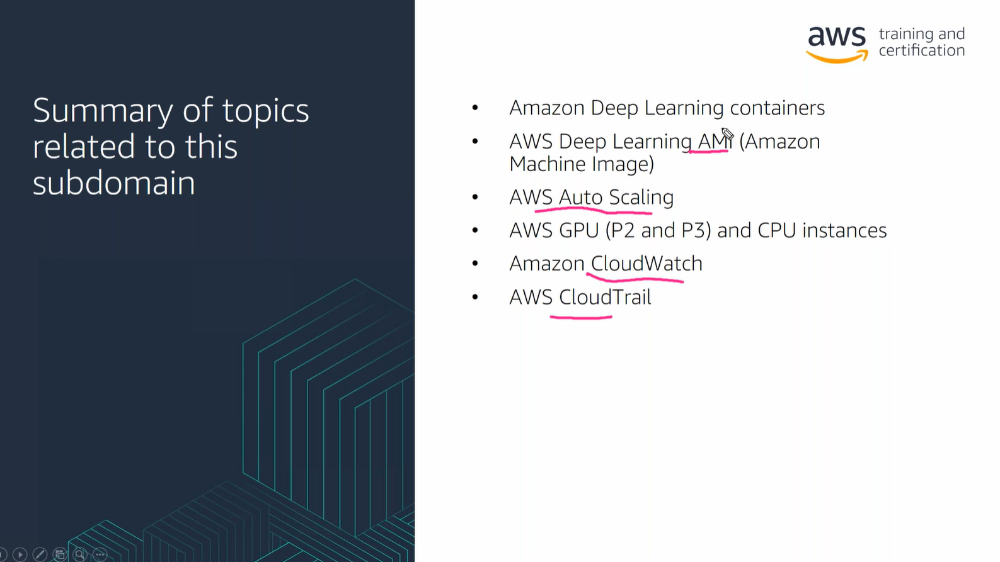 aws training and
certification
Summary of topics
related to this
subdomain
• Amazon Deep Learning containers
• AWS Deep Learning AMI (Amazon
Machine Image)
• AWS Auto Scaling
• AWS GPU (P2 and P3) and CPU instances
• Amazon CloudWatch
• AWS CloudTrail